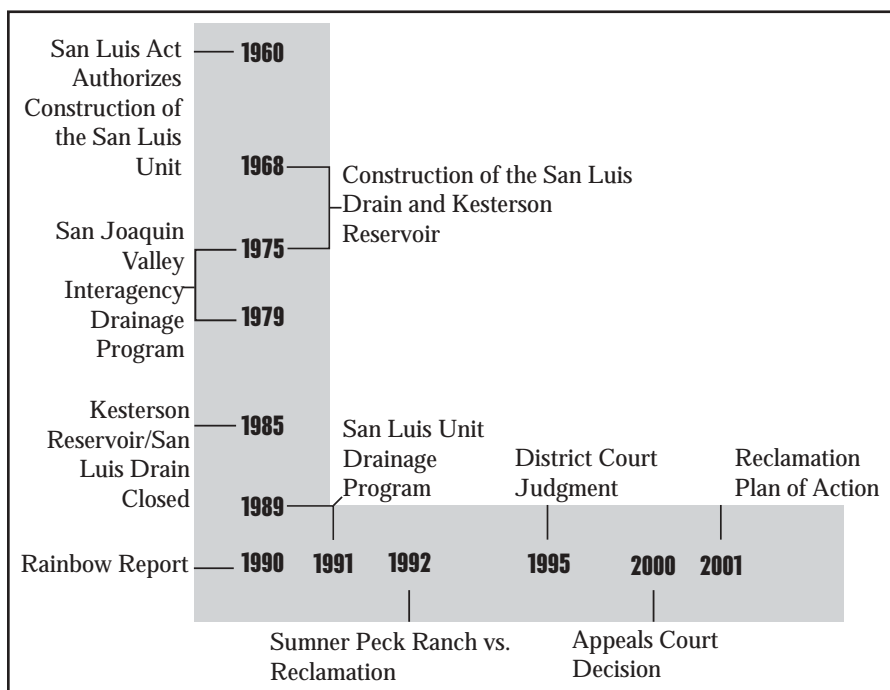 San Luis Act
Authorizes
Construction of
the San Luis
Unit
1960
1968
Construction of the San Luis
Drain and Kesterson
Reservoir
San Joaquin
Valley
Interagency
Drainage
Program
1975
1979
Kesterson
Reservoir/San
Luis Drain
Closed
1985
1989
San Luis Unit
Drainage
Program
District Court
Judgment
Reclamation
Plan of Action
Rainbow Report
1990
1991
1992
1995
2000
2001
Sumner Peck Ranch vs.
Reclamation
Appeals Court
Decision